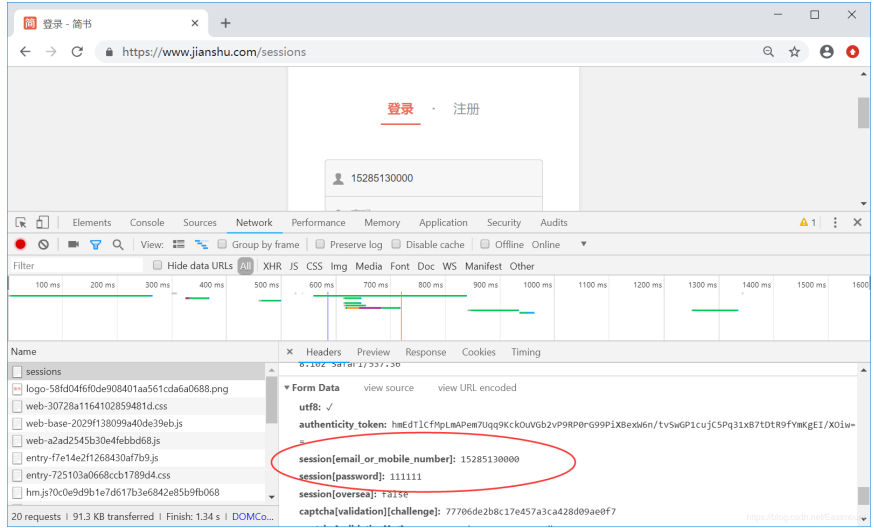 登录 - 简书
https://www.jianshu.com/sessions
登录 · 注册
15285130000
Elements Console Sources Network Performance Memory Application Security Audits 1
View: Group by frame Preserve log Disable cache Offline Online
Filter Hide data URLs All XHR JS CSS Img Media Font Doc WS Manifest Other
100 ms 200 ms 300 ms 400 ms 500 ms 600 ms 700 ms 800 ms 900 ms 1000 ms 1100 ms 1200 ms 1300 ms 1400 ms 1500 ms 1600
Name
sessions
logo-58fd04f6f0de908401aa561cda6a0688.png
web-30728a1164102859481d.css
web-base-2029f138099a40de39eb.js
web-a2ad2545b30e4febbd68.js
entry-f7e14e2f1268430af7b9.js
entry-725103a0668ccb1789d4.css
hm.js?0c0e9d9b1e7d617b3e6842e85b9fb068
20 requests | 91.3 KB transferred | Finish: 1.34 s | DOMCo...
Headers Preview Response Cookies Timing
8.102 Safari/537.36
Form Data view source view URL encoded
utf8: ✓
authenticity_token: hmEdTlCfMpLmAPem7Uqq9KckOuVGb2vP9RP0rG99PiXBexW6n/tvSwGP1cujC5Pq31xB7tDtR9fYmKgEI/XOiw=
=
session[email_or_mobile_number]: 15285130000
session[password]: 111111
session[oversea]: false
captcha[validation][challenge]: 77706de2b8c17e457a3ca428d09ae0f7